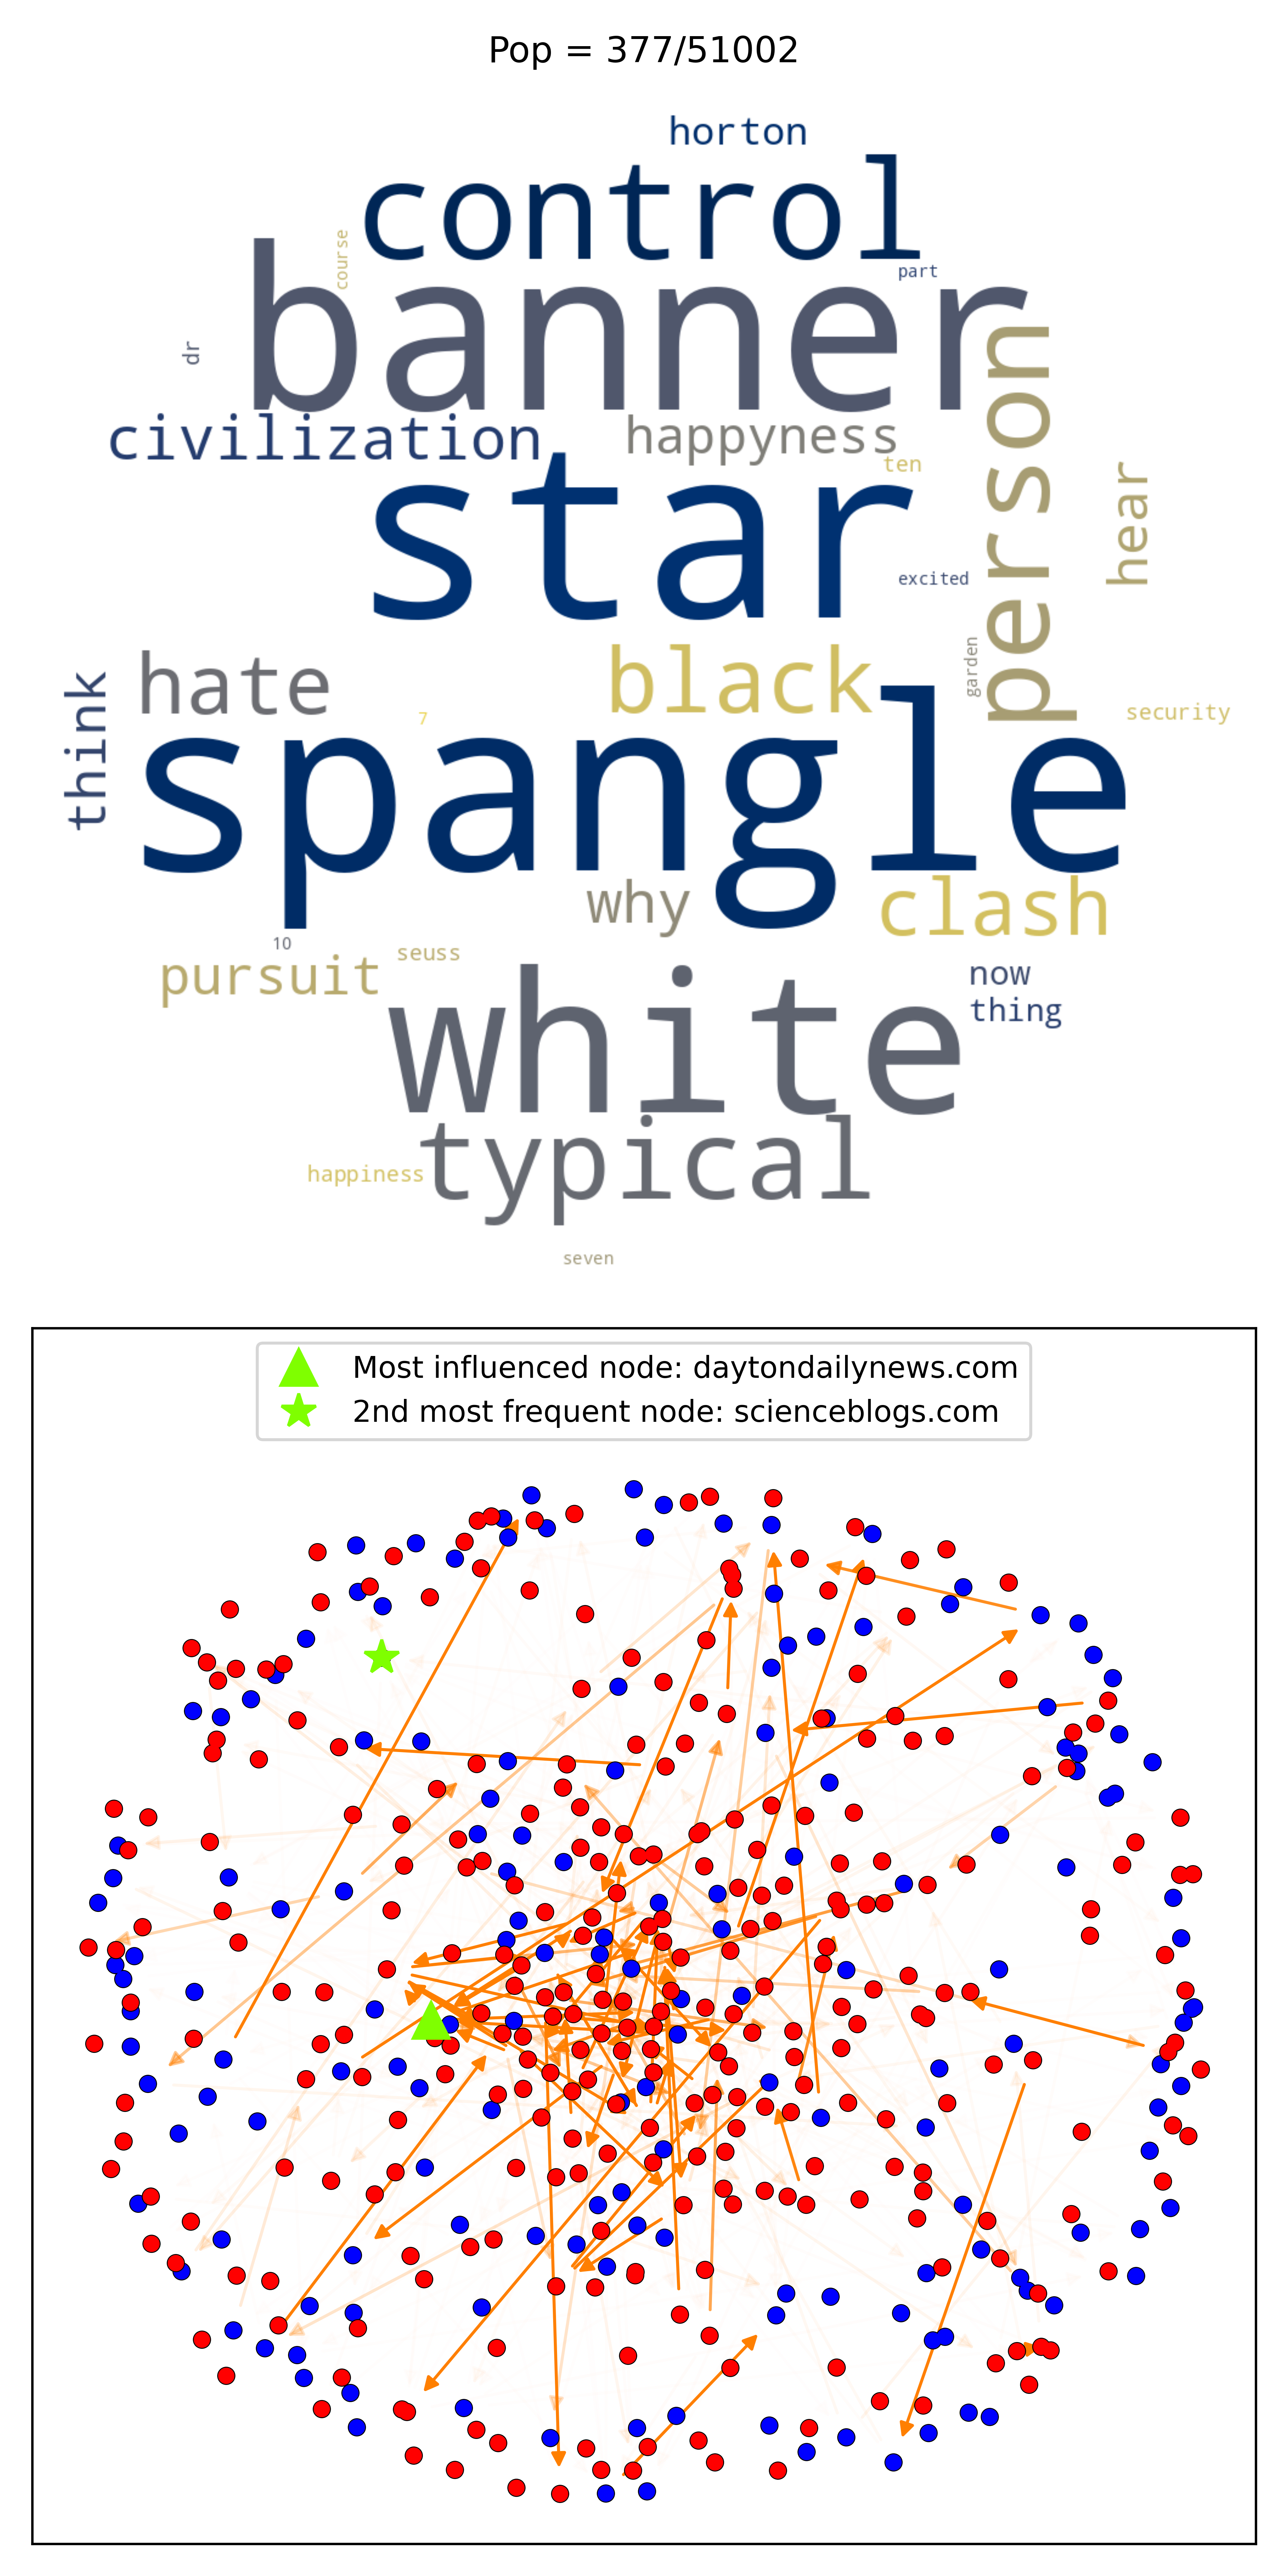 Pop = 377/51002
horton
control
course
part
banner
dr
person
civilization
happyness
ten
hear
star
excited
garden
hate
black
think
7
security
spangle
why
clash
10
seuss
pursuit
now
thing
white
typical
happiness
seven
Most influenced node: daytondailynews.com
2nd most frequent node: scienceblogs.com